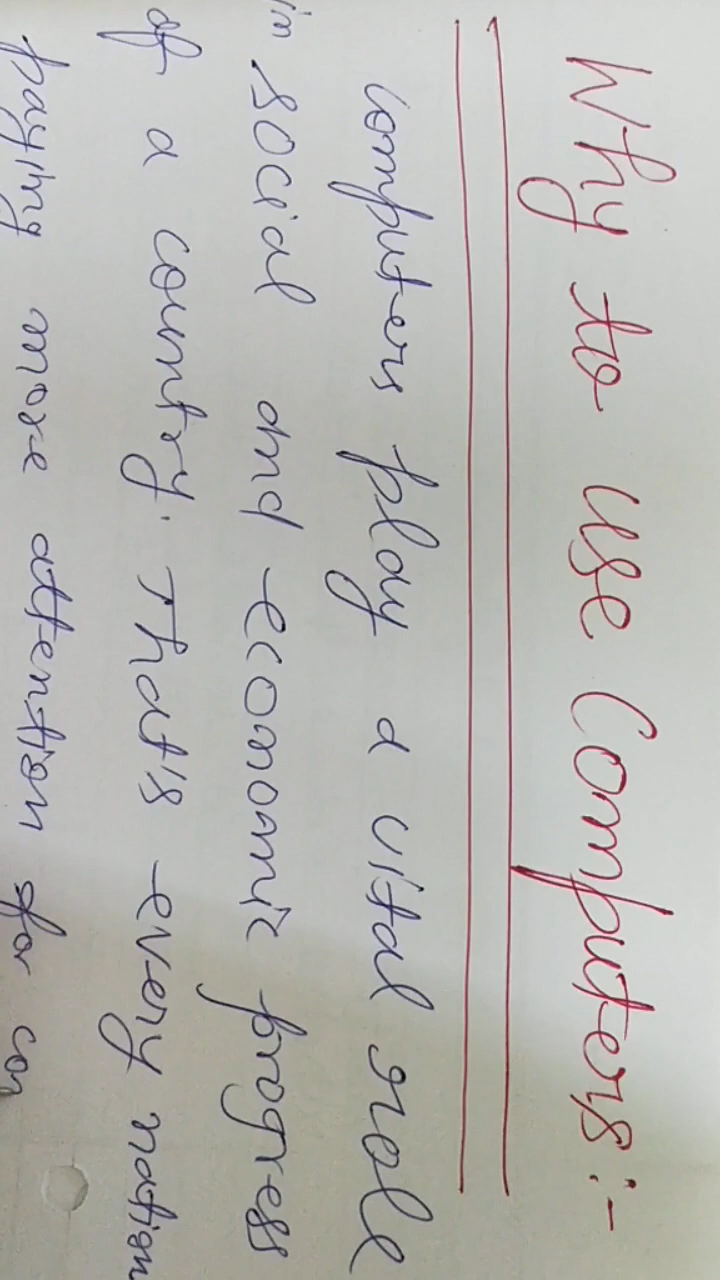 Why to use Computers :-
computers play a vital role
in social and economic progress
of a country. That's every nation
paying more attention for